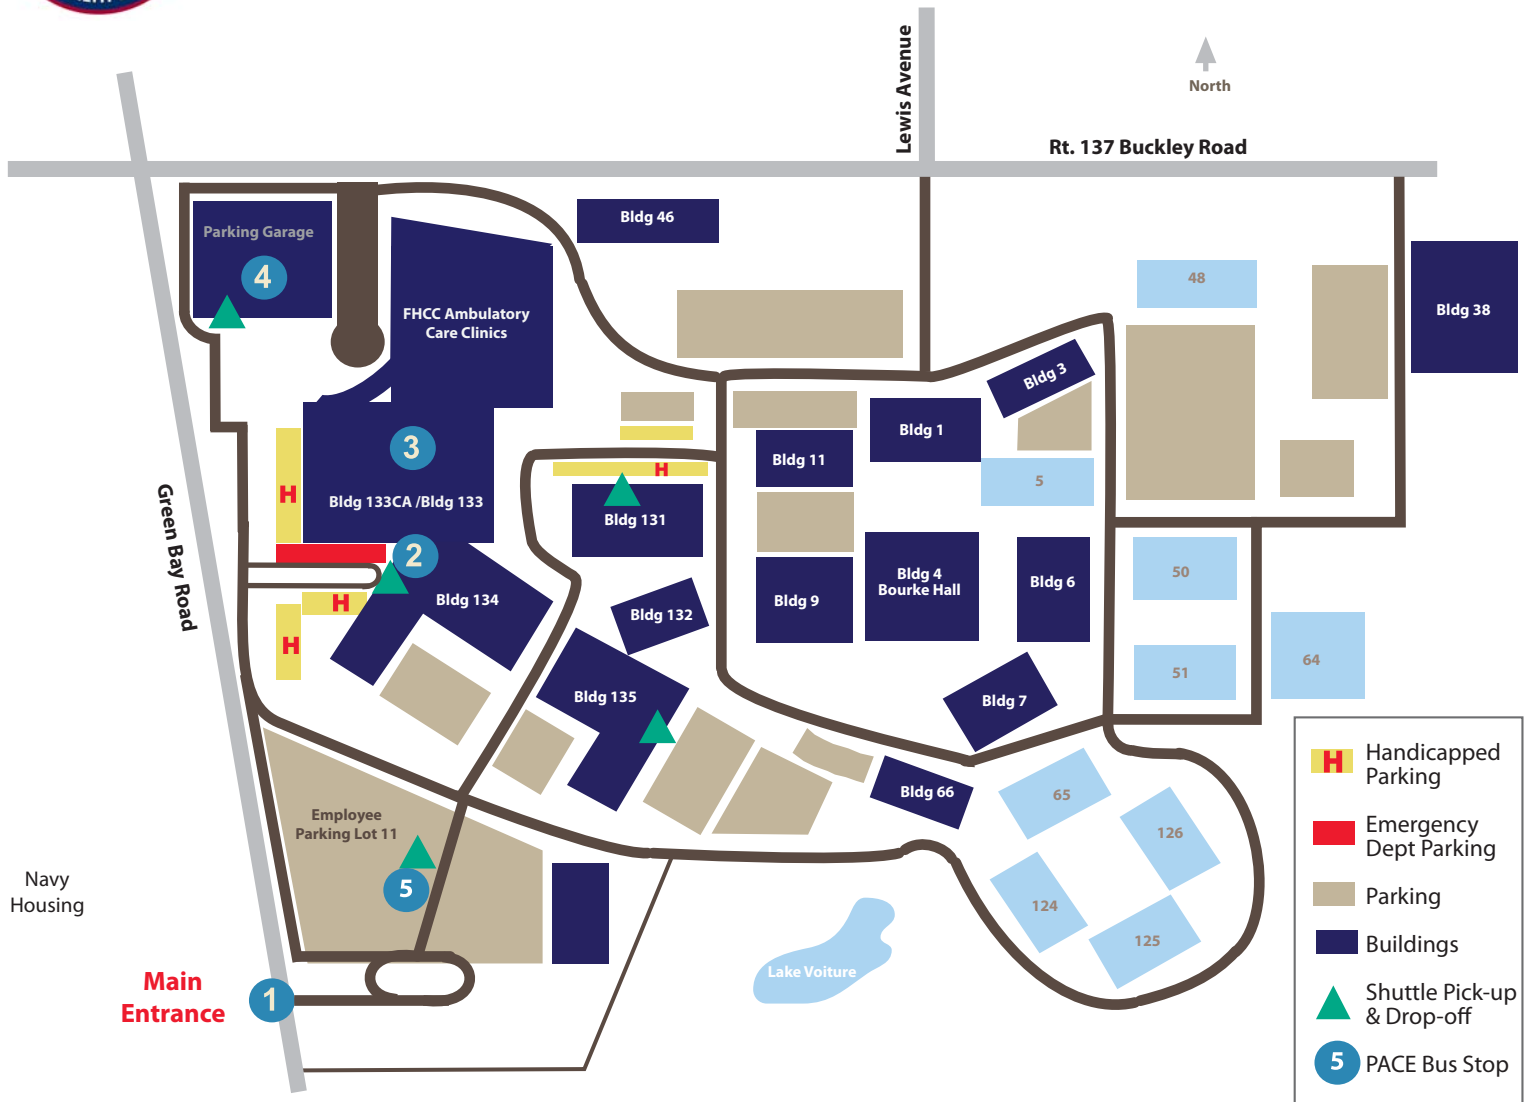 Lewis Avenue
North
Rt. 137 Buckley Road
Parking Garage
4
Bldg 46
FHCC Ambulatory
Care Clinics
48
Bldg 38
Bldg 3
Bldg 1
3
Bldg 11
H
5
Bldg 133CA /Bldg 133
H
Bldg 131
Green Bay Road
2
Bldg 4
Bourke Hall
Bldg 6
50
Bldg 134
H
Bldg 9
Bldg 132
H
64
51
Bldg 135
Bldg 7
Bldg 66
65
126
Employee
Parking Lot 11
5
Navy
Housing
124
125
Lake Voiture
Main
Entrance
1
H
Handicapped
Parking
Emergency
Dept Parking
Parking
Buildings
Shuttle Pick-up
& Drop-off
5
PACE Bus Stop